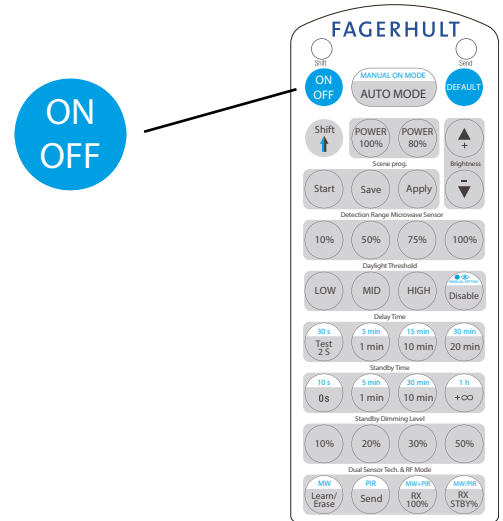 FAGERHULT
Shift Send
ON
OFF
ON
OFF
MANUAL ON MODE
AUTO MODE
DEFAULT
Shift
POWER
100%
POWER
80%
+
Scene prog. Brightness
Start Save Apply -
Detection Range Microwave Sensor
10% 50% 75% 100%
Daylight Threshold
LOW MID HIGH
MANUAL SETTING
Disable
Delay Time
30 s 5 min 15 min 30 min
Test
2 S
1 min 10 min 20 min
Standby Time
10 s 5 min 30 min 1 h
0s 1 min 10 min +∞
Standby Dimming Level
10% 20% 30% 50%
Dual Sensor Tech. & RF Mode
MW PIR MW+PIR MW/PIR
Learn/
Erase
Send
RX
100%
RX
STBY%